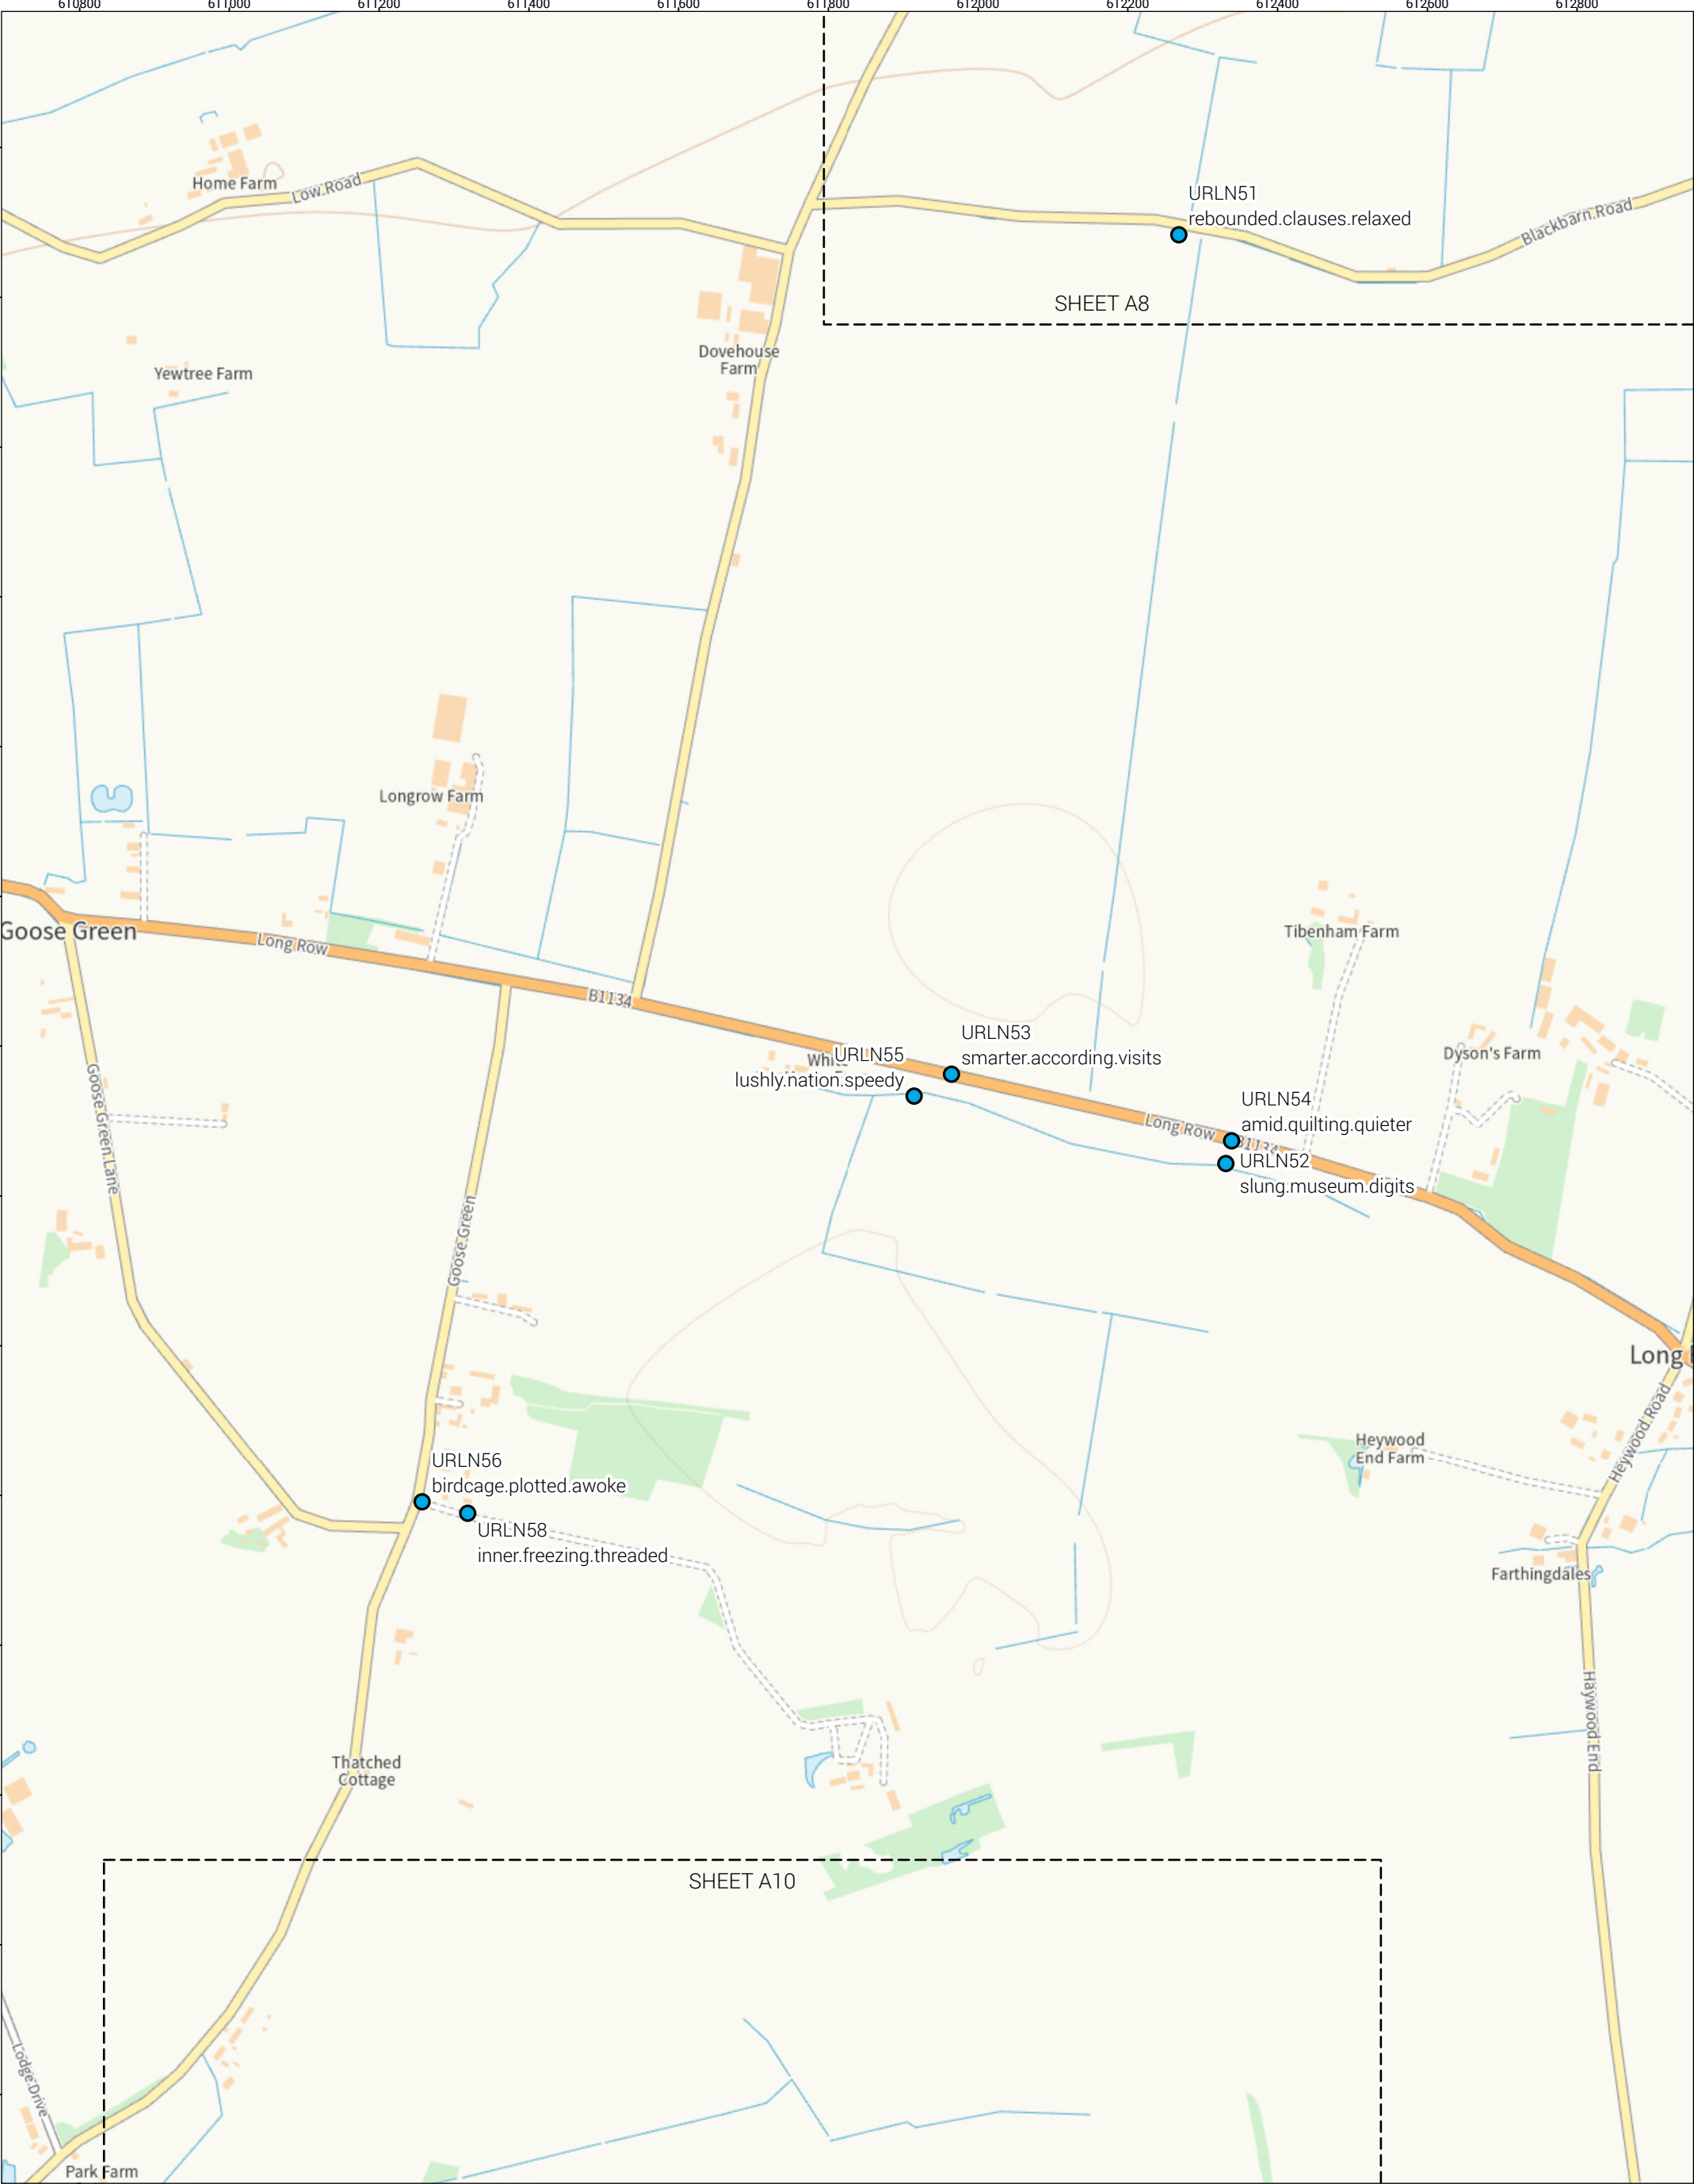 610800 611000 611200 611400 611600 611800 612000 612200 612400 612600 612800
URLN51
rebounded.clauses.relaxed
Blackbarn Road
Home Farm
Low Road
SHEET A8
Dovehouse
Farm
Yewtree Farm
Longrow Farm
Goose Green
Long Row
B1134
Tibenham Farm
URLN53
smarter.according.visits
URLN55
lushly.nation.speedy
Dyson's Farm
URLN54
amid.quilting.quieter
Long Row
B1134
URLN52
slung.museum.digits
Goose Green Lane
Goose Green
Long
Heywood Road
Heywood
End Farm
URLN56
birdcage.plotted.awoke
URLN58
inner.freezing.threaded
Farthingdales
Haywood End
Thatched
Cottage
SHEET A10
Lodge Drive
Park Farm